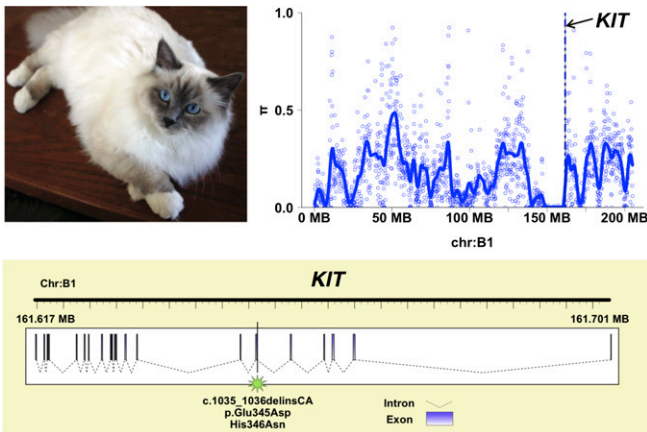 KIT
1.0
0.5
0.0
π
0 MB 50 MB 100 MB 150 MB 200 MB
chr:B1
Chr:B1
KIT
161.617 MB
161.701 MB
c.1035_1036delinsCA
p.Glu345Asp
His346Asn
Intron
Exon